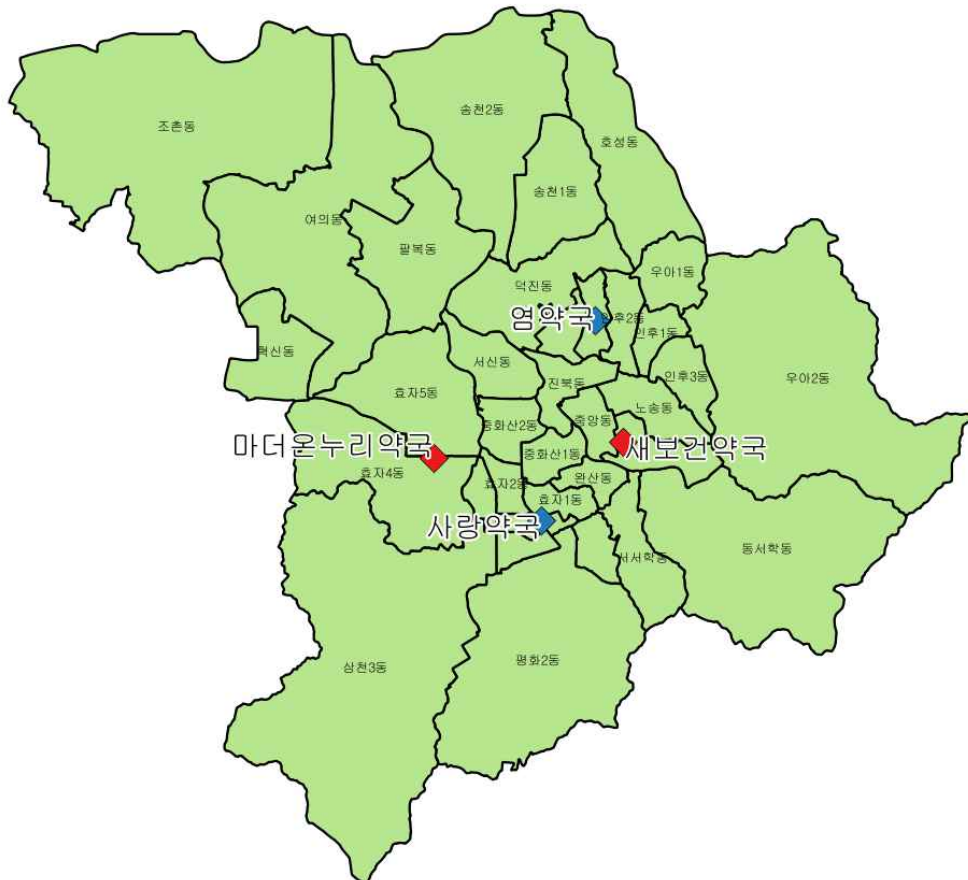 송천2동
조촌동
호성동
송천1동
여의동
팔복동
우아1동
덕진동
염약국
후2동
인후1동
혁신동
서신동
인후3동
우아2동
진북동
효자5동
노송동
중앙동
중화산2동
마더온누리약국
새보건약국
중화산1동
효자4동
완산동
효자2동
효자1동
사랑약국
동서학동
서서학동
평화2동
삼천3동